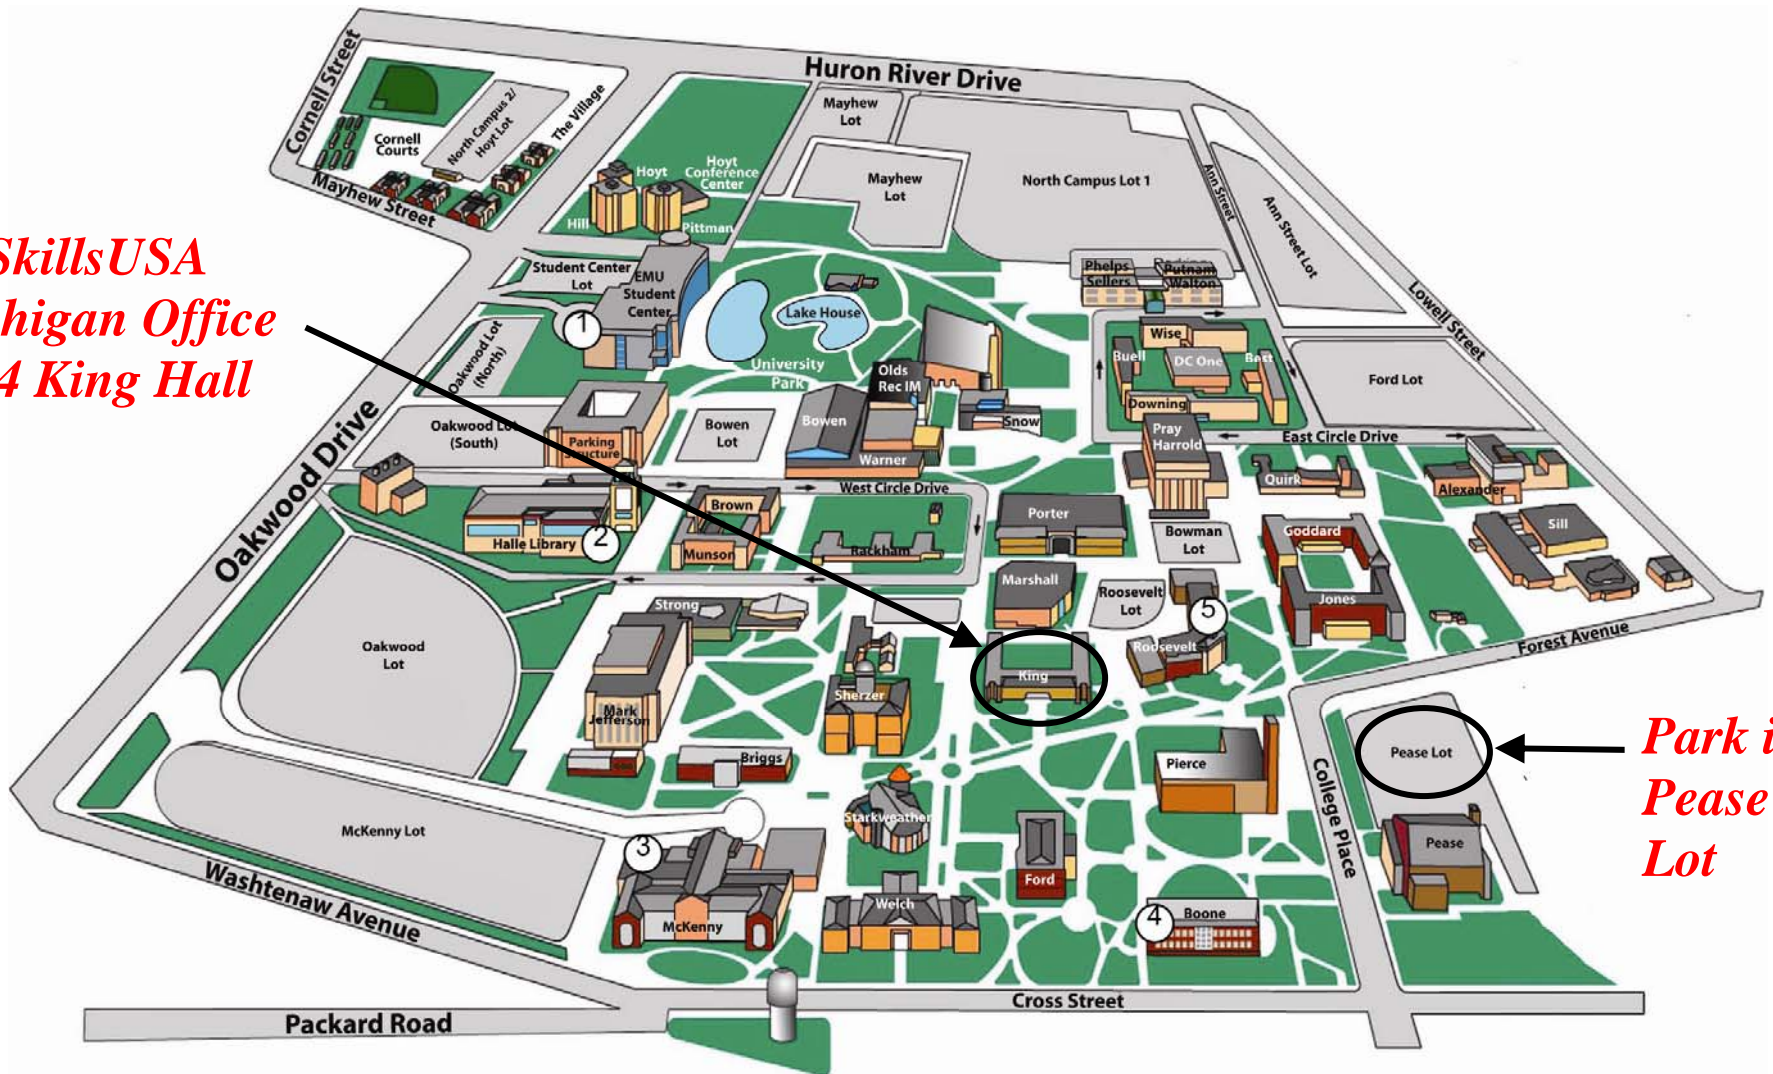 Huron River Drive
Cornell Street
Mayhew
Lot
North Campus 2/
Hoyt Lot
The Village
Cornell
Courts
Mayhew Street
Hoyt
Hoyt
Conference
Center
Hill
Pittman
Mayhew
Lot
North Campus Lot 1
Ann Street
Ann Street Lot
Lowell Street
SkillsUSA
higan Office
4 King Hall
Student Center
Lot
EMU
Student
Center
1
Lake House
University
Park
Phelps
Sellers
Putnam
Walton
Wise
Buell
DC One
Best
Downing
Ford Lot
Oakwood Lot
(North)
Oakwood Lot
(South)
Parking
Structure
Bowen
Lot
Bowen
Olds
Rec IM
Snow
Warner
Pray
Harrold
East Circle Drive
Quirk
Alexander
Oakwood Drive
West Circle Drive
Halle Library
2
Brown
Munson
Rackham
Porter
Bowman
Lot
Goddard
Sill
Jones
Marshall
Roosevelt
Lot
5
Roosevelt
Forest Avenue
Oakwood
Lot
Strong
Mark
Jefferson
Sherzer
King
Briggs
Pierce
College Place
Pease Lot
Park i
Pease
Lot
McKenny Lot
Starkweather
3
McKenny
Welch
Ford
4
Boone
Pease
Washtenaw Avenue
Cross Street
Packard Road